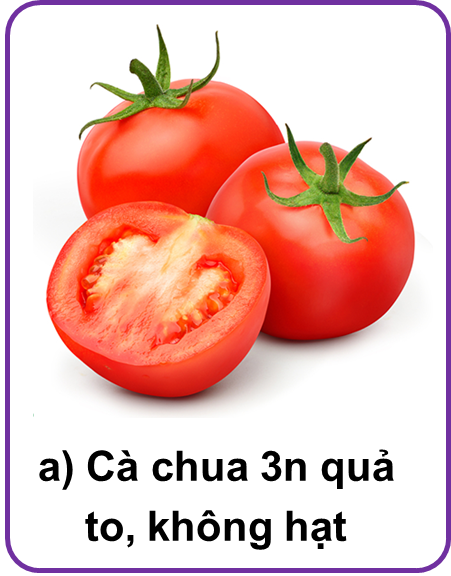 a) Cà chua 3n quả
to, không hạt